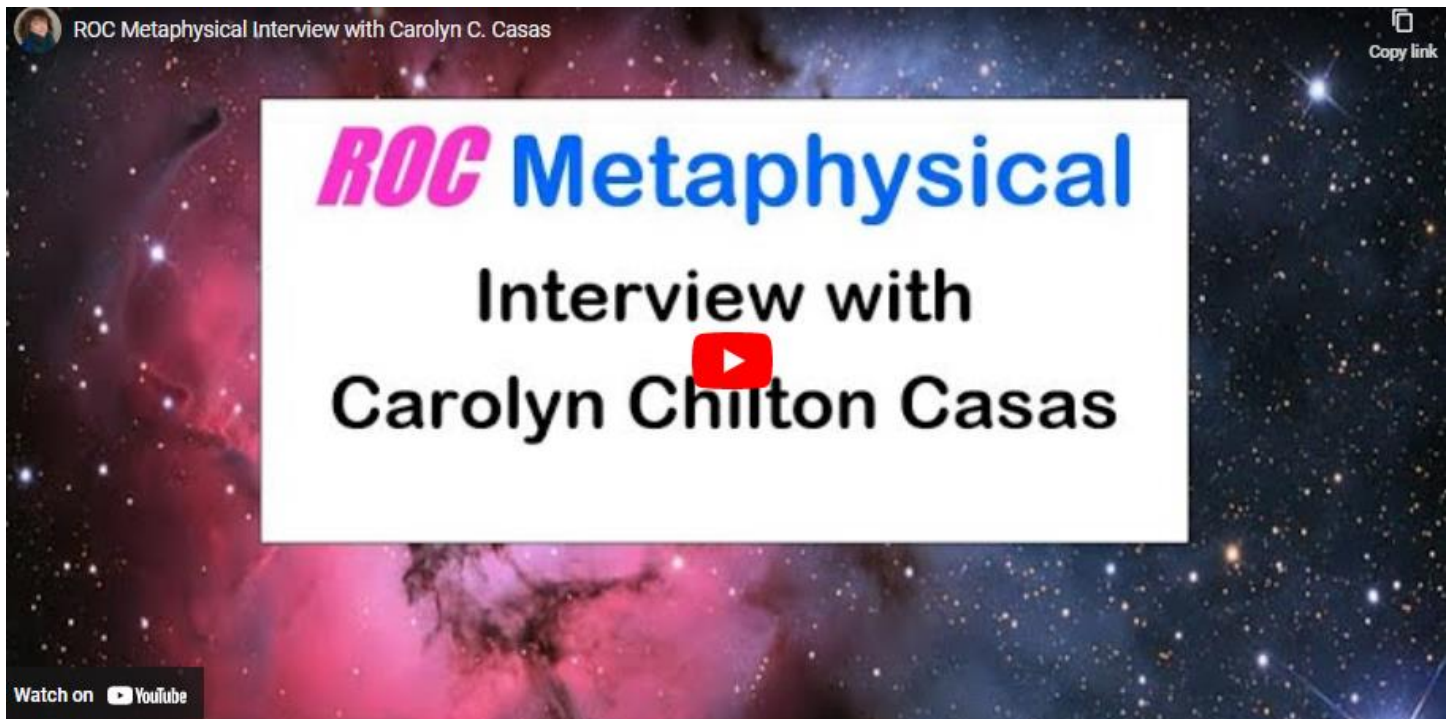 ROC Metaphysical Interview with Carolyn C. Casas
Copy link
ROC Metaphysical
Interview with
Carolyn Chilton Casas
Watch on YouTube